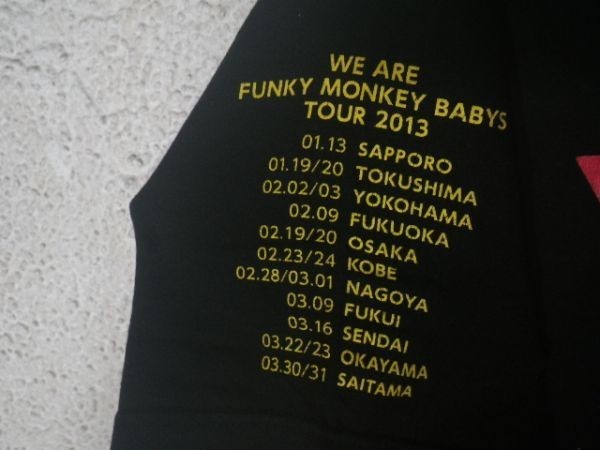 WE ARE
FUNKY MONKEY BABYS
TOUR 2013
01.13 SAPPORO
01.19/20 TOKUSHIMA
02.02/03 YOKOHAMA
02.09 FUKUOKA
02.19/20 OSAKA
02.23/24 KOBE
02.28/03.01 NAGOYA
03.09 FUKUI
03.16 SENDAI
03.22/23 OKAYAMA
03.30/31 SAITAMA